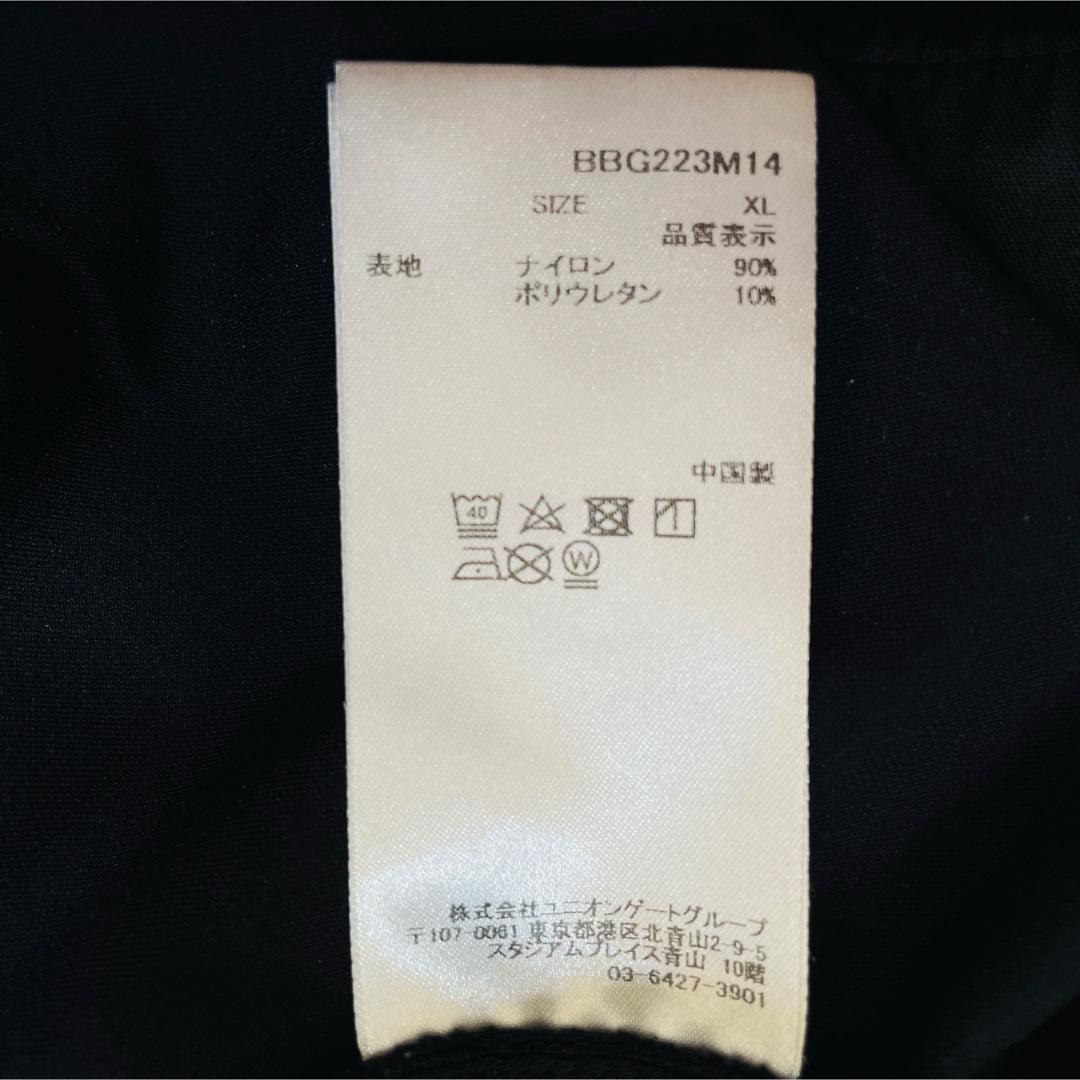 BBG223M14
SIZE XL
品質表示
表地 ナイロン 90%
ポリウレタン 10%
中国製
40
W
株式会社ユニオンゲートグループ
〒107-0061 東京都港区北青山2-9-5
スタジアムプレイス青山 10階
03-6427-3901